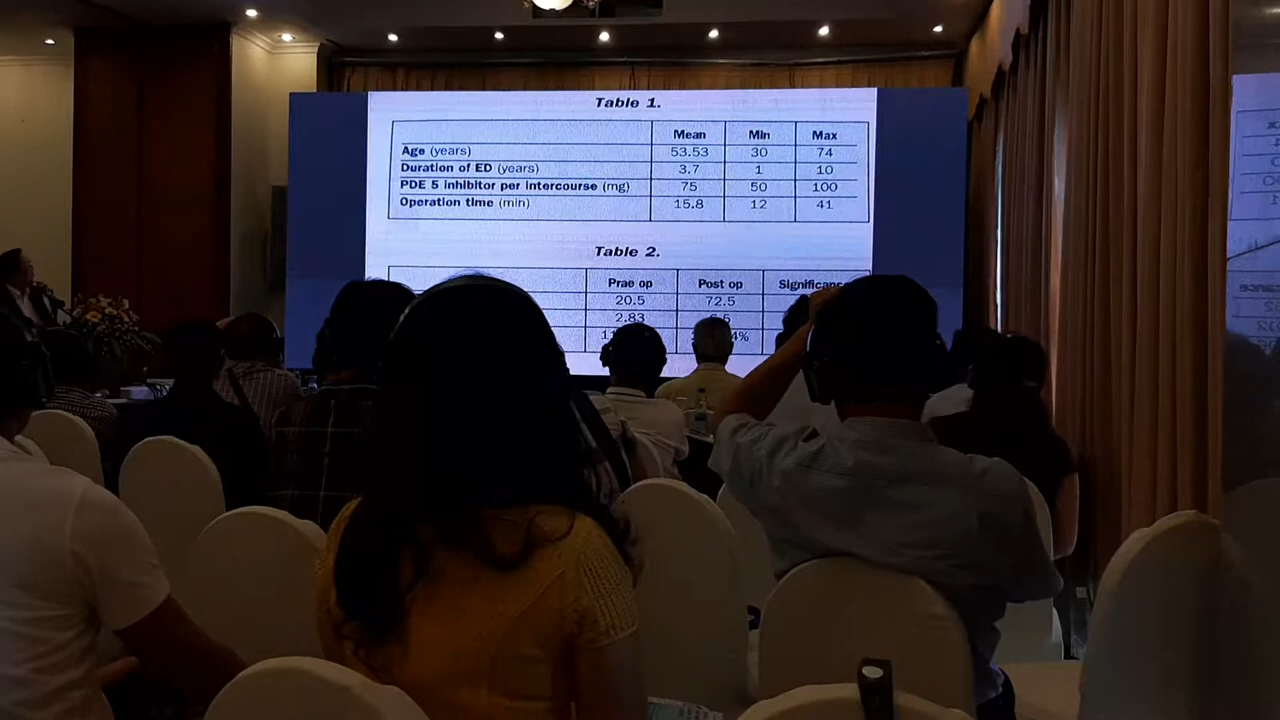 Table 1.
Mean Min Max
Age (years) 53.53 30 74
Duration of ED (years) 3.7 1 10
PDE 5 inhibitor per intercourse (mg) 75 50 100
Operation time (min) 15.8 12 41
Table 2.
Prae op Post op
20.5 72.5
2.83